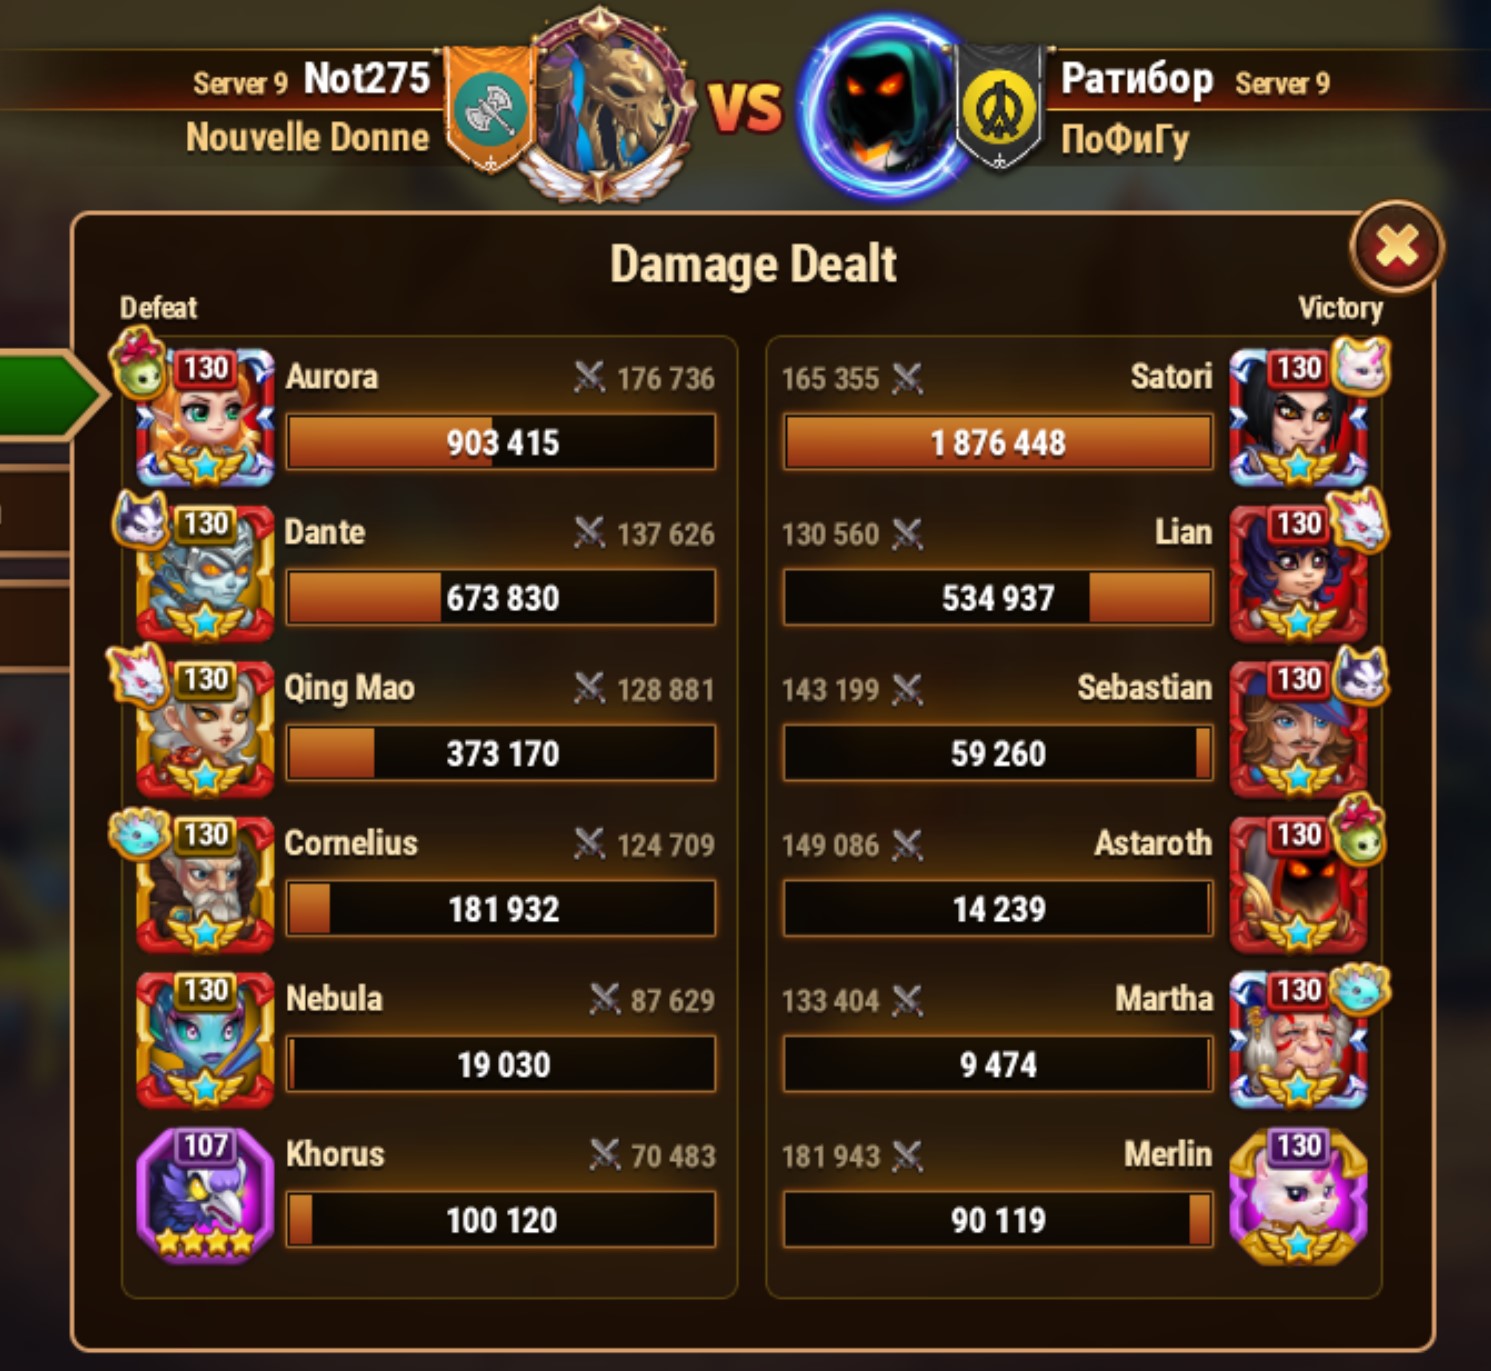 Server 9 Not275
Nouvelle Donne
VS
Ратибор Server 9
ПоФиГу
Damage Dealt
Defeat
Victory
130 Aurora 176 736
903 415
165 355 Satori 130
1 876 448
130 Dante 137 626
673 830
130 560 Lian 130
534 937
130 Qing Mao 128 881
373 170
143 199 Sebastian 130
59 260
130 Cornelius 124 709
181 932
149 086 Astaroth 130
14 239
130 Nebula 87 629
19 030
133 404 Martha 130
9 474
107 Khorus 70 483
100 120
181 943 Merlin 130
90 119